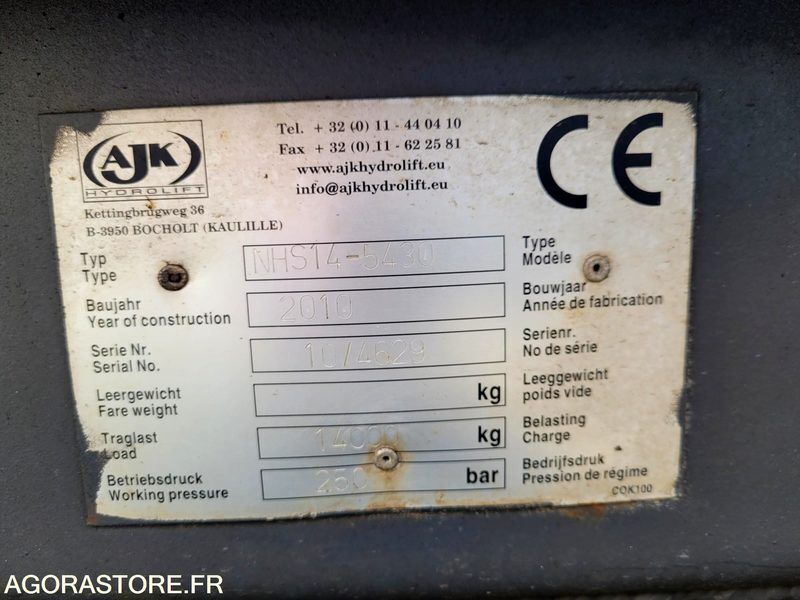 AJK
HYDROLIFT
Kettingbrugweg 36
B-3950 BOCHOLT (KAULILLE)
Tel. + 32 (0) 11 - 44 04 10
Fax + 32 (0) 11 - 62 25 81
www.ajkhydrolift.eu
info@ajkhydrolift.eu
CE
Typ
Type
NHS14-5430
Type
Modèle
Baujahr
Year of construction
2010
Bouwjaar
Année de fabrication
Serie Nr.
Serial No.
10/4629
Serienr.
No de série
Leergewicht
Fare weight
kg
Leeggewicht
poids vide
Traglast
Load
14000 kg
Belasting
Charge
Betriebsdruck
Working pressure
250 bar
Bedrijfsdruk
Pression de régime
COK100
AGORASTORE.FR